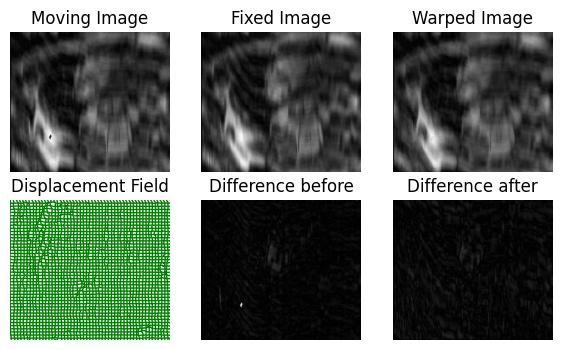 Moving Image
Fixed Image
Warped Image
Displacement Field
Difference before
Difference after